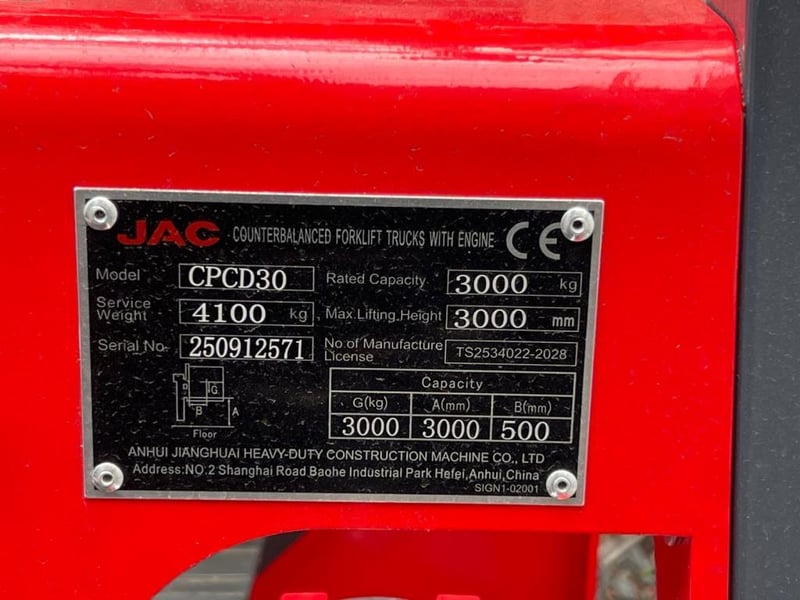 JAC COUNTERBALANCED FORKLIFT TRUCKS WITH ENGINE CE
Model CPCD30 Rated Capacity 3000 kg
Service Weight 4100 kg Max.Lifting.Height 3000 mm
Serial No. 250912571 No.of Manufacture License TS2534022-2028
Capacity
G(kg) A(mm) B(mm)
3000 3000 500
G
B A
Floor
ANHUI JIANGHUAI HEAVY-DUTY CONSTRUCTION MACHINE CO., LTD
Address:NO.2 Shanghai Road Baohe Industrial Park Hefei,Anhui,China
SIGN1-02001